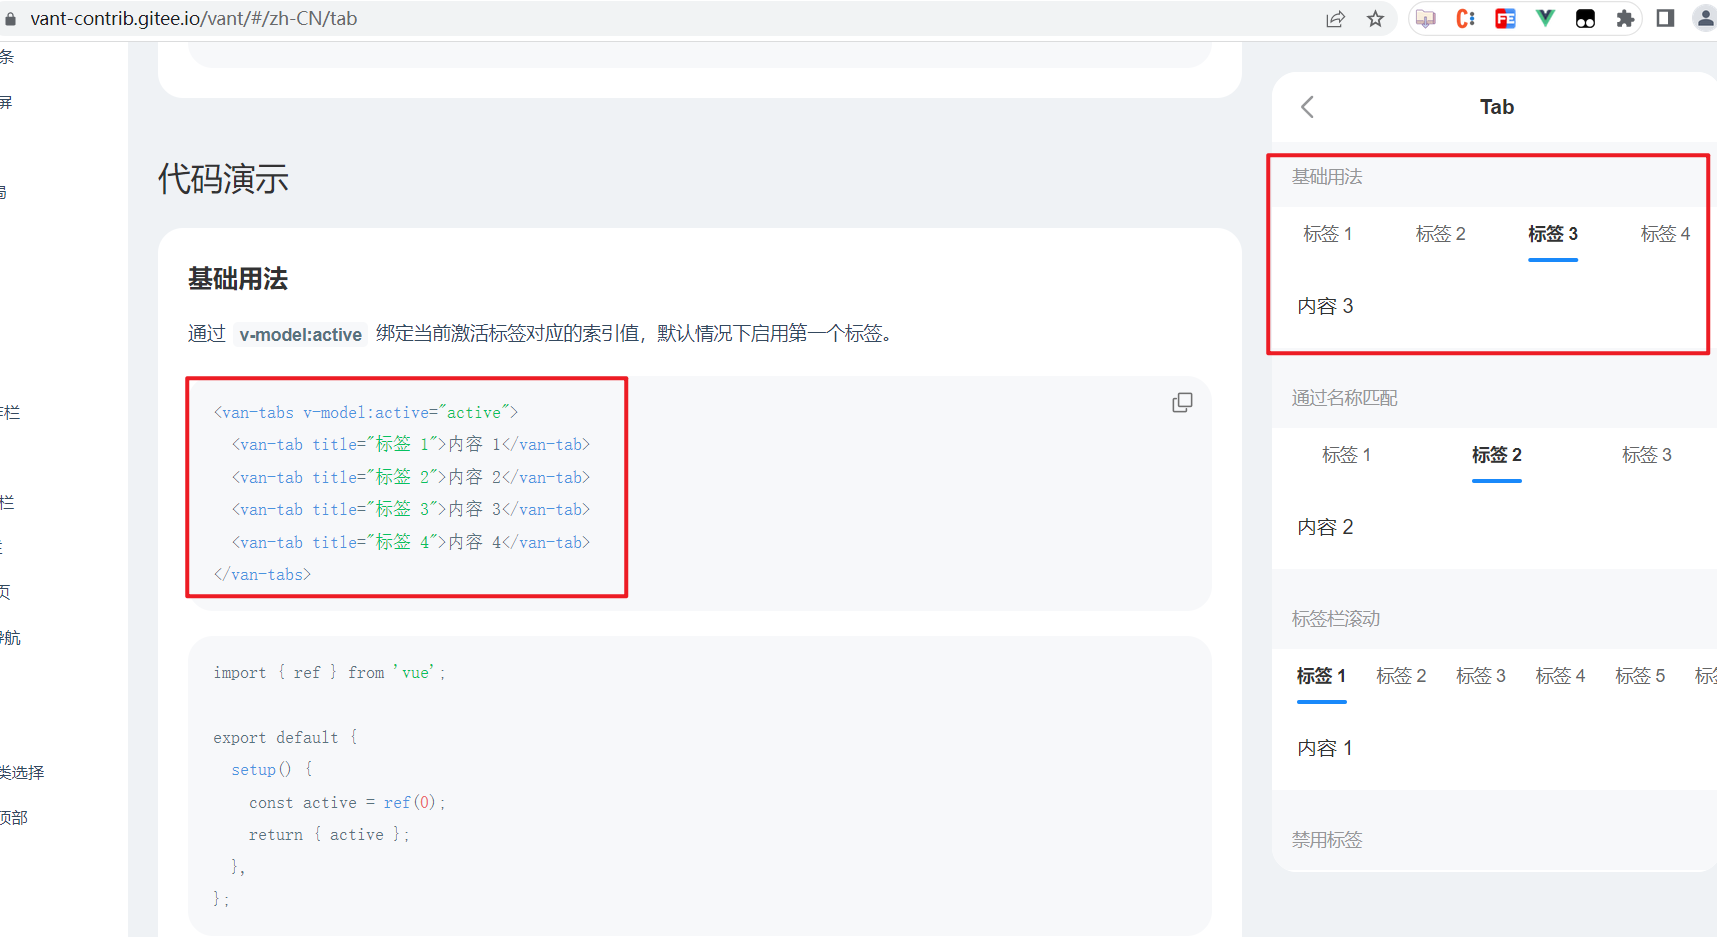 vant-contrib.gitee.io/vant/#/zh-CN/tab
条
屏
栏
栏
页
导航
类选择
顶部
代码演示
基础用法
通过 v-model:active 绑定当前激活标签对应的索引值，默认情况下启用第一个标签。
<van-tabs v-model:active="active">
  <van-tab title="标签 1">内容 1</van-tab>
  <van-tab title="标签 2">内容 2</van-tab>
  <van-tab title="标签 3">内容 3</van-tab>
  <van-tab title="标签 4">内容 4</van-tab>
</van-tabs>
import { ref } from 'vue';
export default {
  setup() {
    const active = ref(0);
    return { active };
  },
};
Tab
基础用法
标签 1 标签 2 标签 3 标签 4
内容 3
通过名称匹配
标签 1 标签 2 标签 3
内容 2
标签栏滚动
标签 1 标签 2 标签 3 标签 4 标签 5 标
内容 1
禁用标签